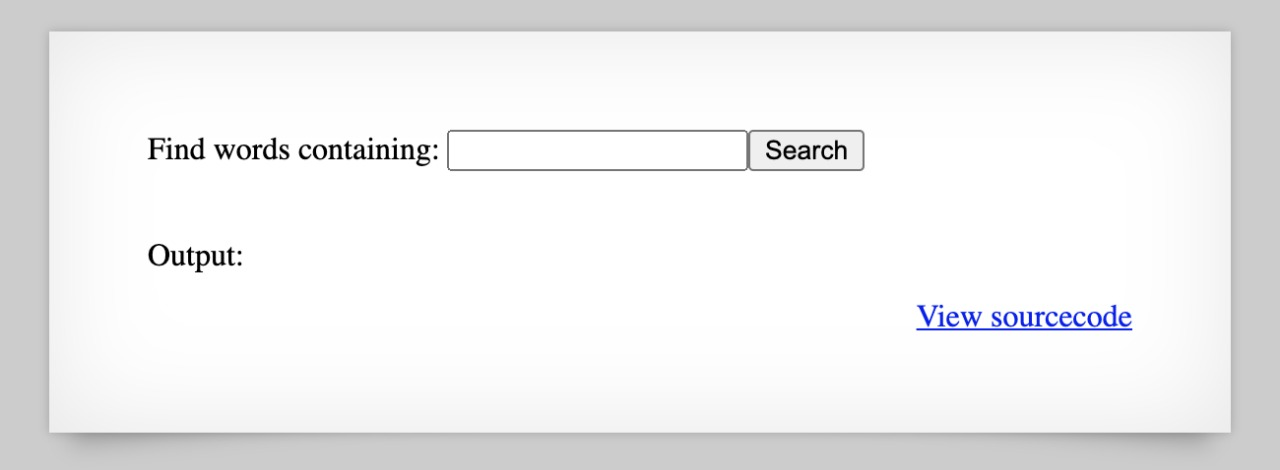 Find words containing: Search
Output:
View sourcecode